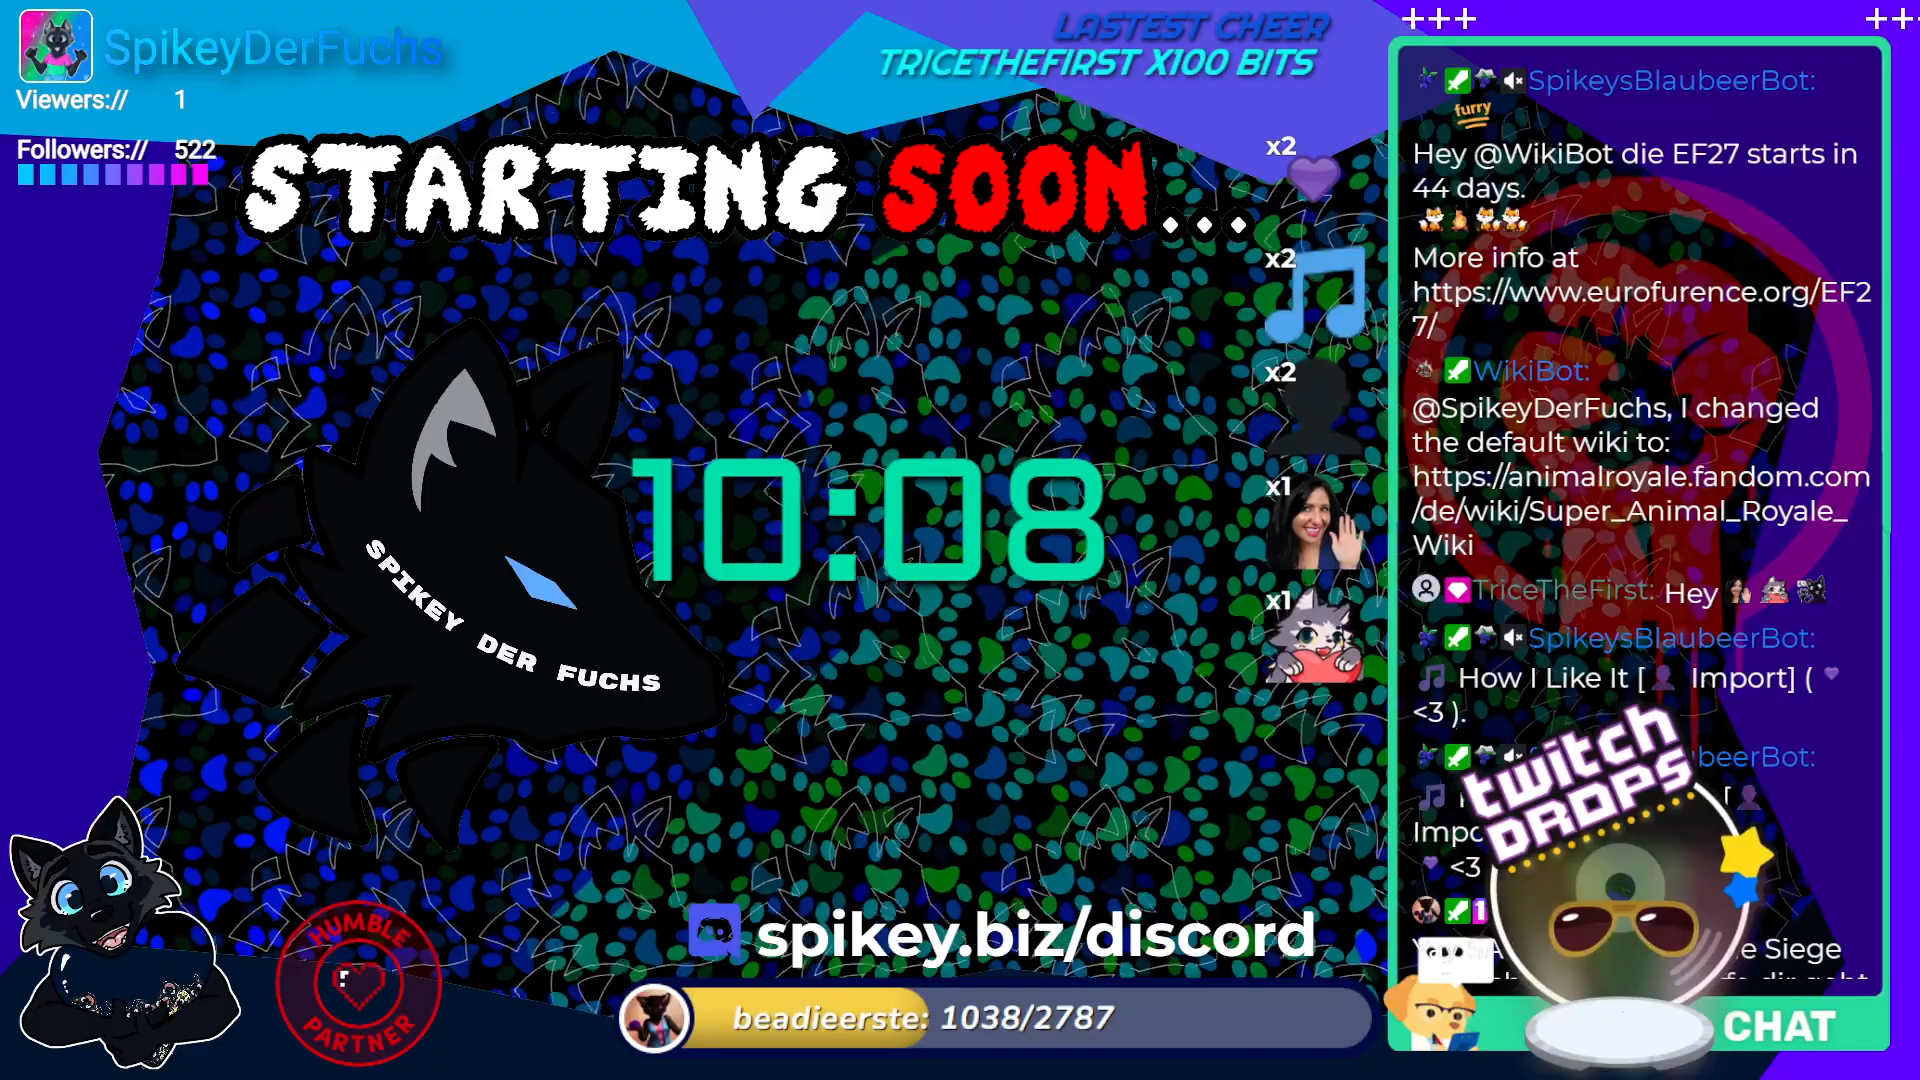 SpikeyDerFuchs
Viewers:// 1
Followers:// 522
LASTEST CHEER
TRICETHEFIRST X100 BITS
STARTING SOON...
x2
x2
x2
x1
x1
10:08
SPIKEY DER FUCHS
HUMBLE
PARTNER
spikey.biz/discord
beadieerste: 1038/2787
+++
++
SpikeysBlaubeerBot:
furry
Hey @WikiBot die EF27 starts in
44 days.
More info at
https://www.eurofurence.org/EF2
7/
WikiBot:
@SpikeyDerFuchs, I changed
the default wiki to:
https://animalroyale.fandom.com
/de/wiki/Super_Animal_Royale_
Wiki
TriceTheFirst: Hey
SpikeysBlaubeerBot:
How I Like It [ Import] (
<3 ).
beerBot:
[
Impo
<3
twitch
DROPS
1
Siege
CHAT